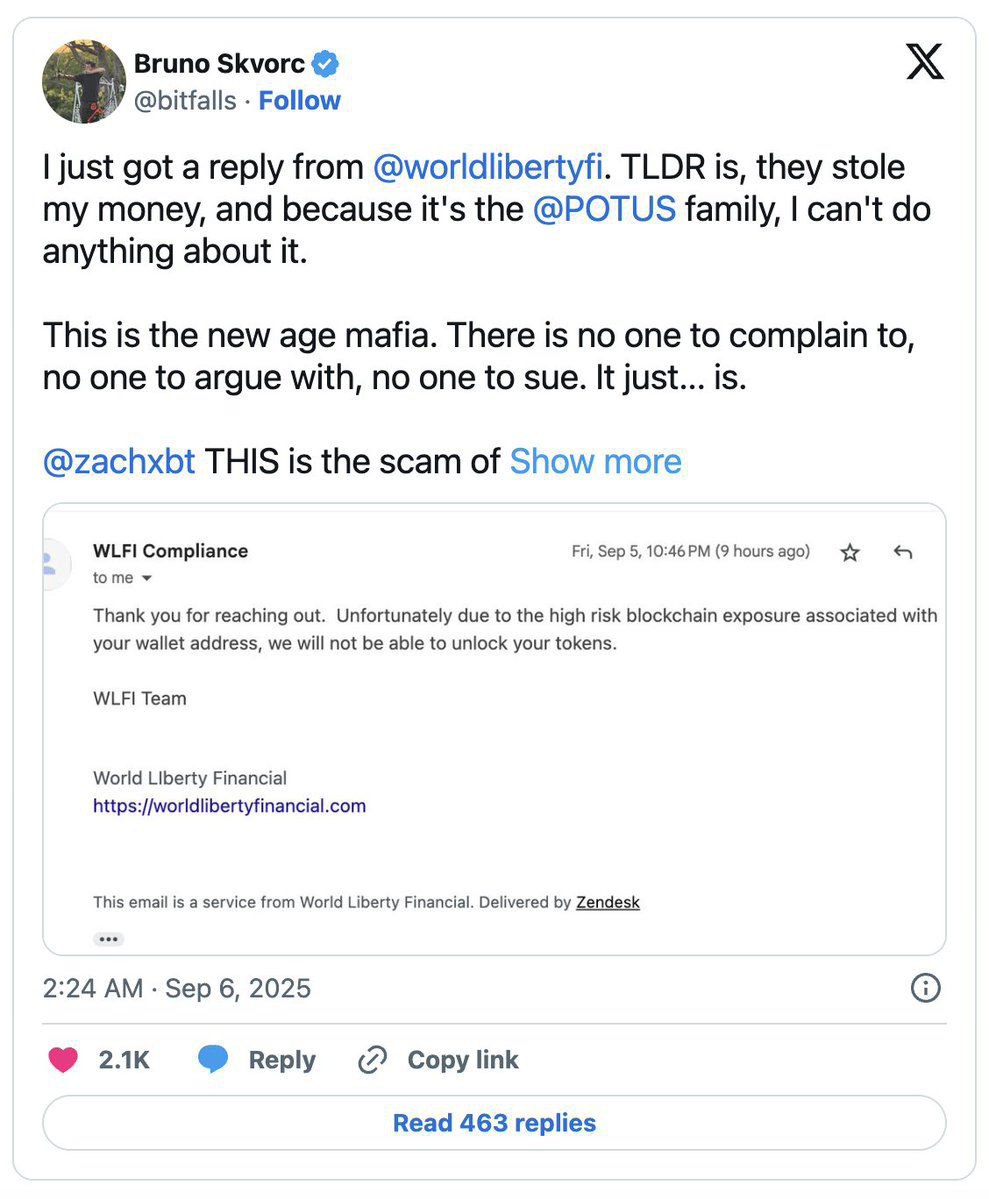 Bruno Skvorc
@bitfalls · Follow
I just got a reply from @worldlibertyfi. TLDR is, they stole
my money, and because it's the @POTUS family, I can't do
anything about it.
This is the new age mafia. There is no one to complain to,
no one to argue with, no one to sue. It just... is.
@zachxbt THIS is the scam of Show more
WLFI Compliance
Fri, Sep 5, 10:46 PM (9 hours ago)
to me
Thank you for reaching out. Unfortunately due to the high risk blockchain exposure associated with
your wallet address, we will not be able to unlock your tokens.
WLFI Team
World LIberty Financial
https://worldlibertyfinancial.com
This email is a service from World Liberty Financial. Delivered by Zendesk
2:24 AM · Sep 6, 2025
2.1K
Reply
Copy link
Read 463 replies